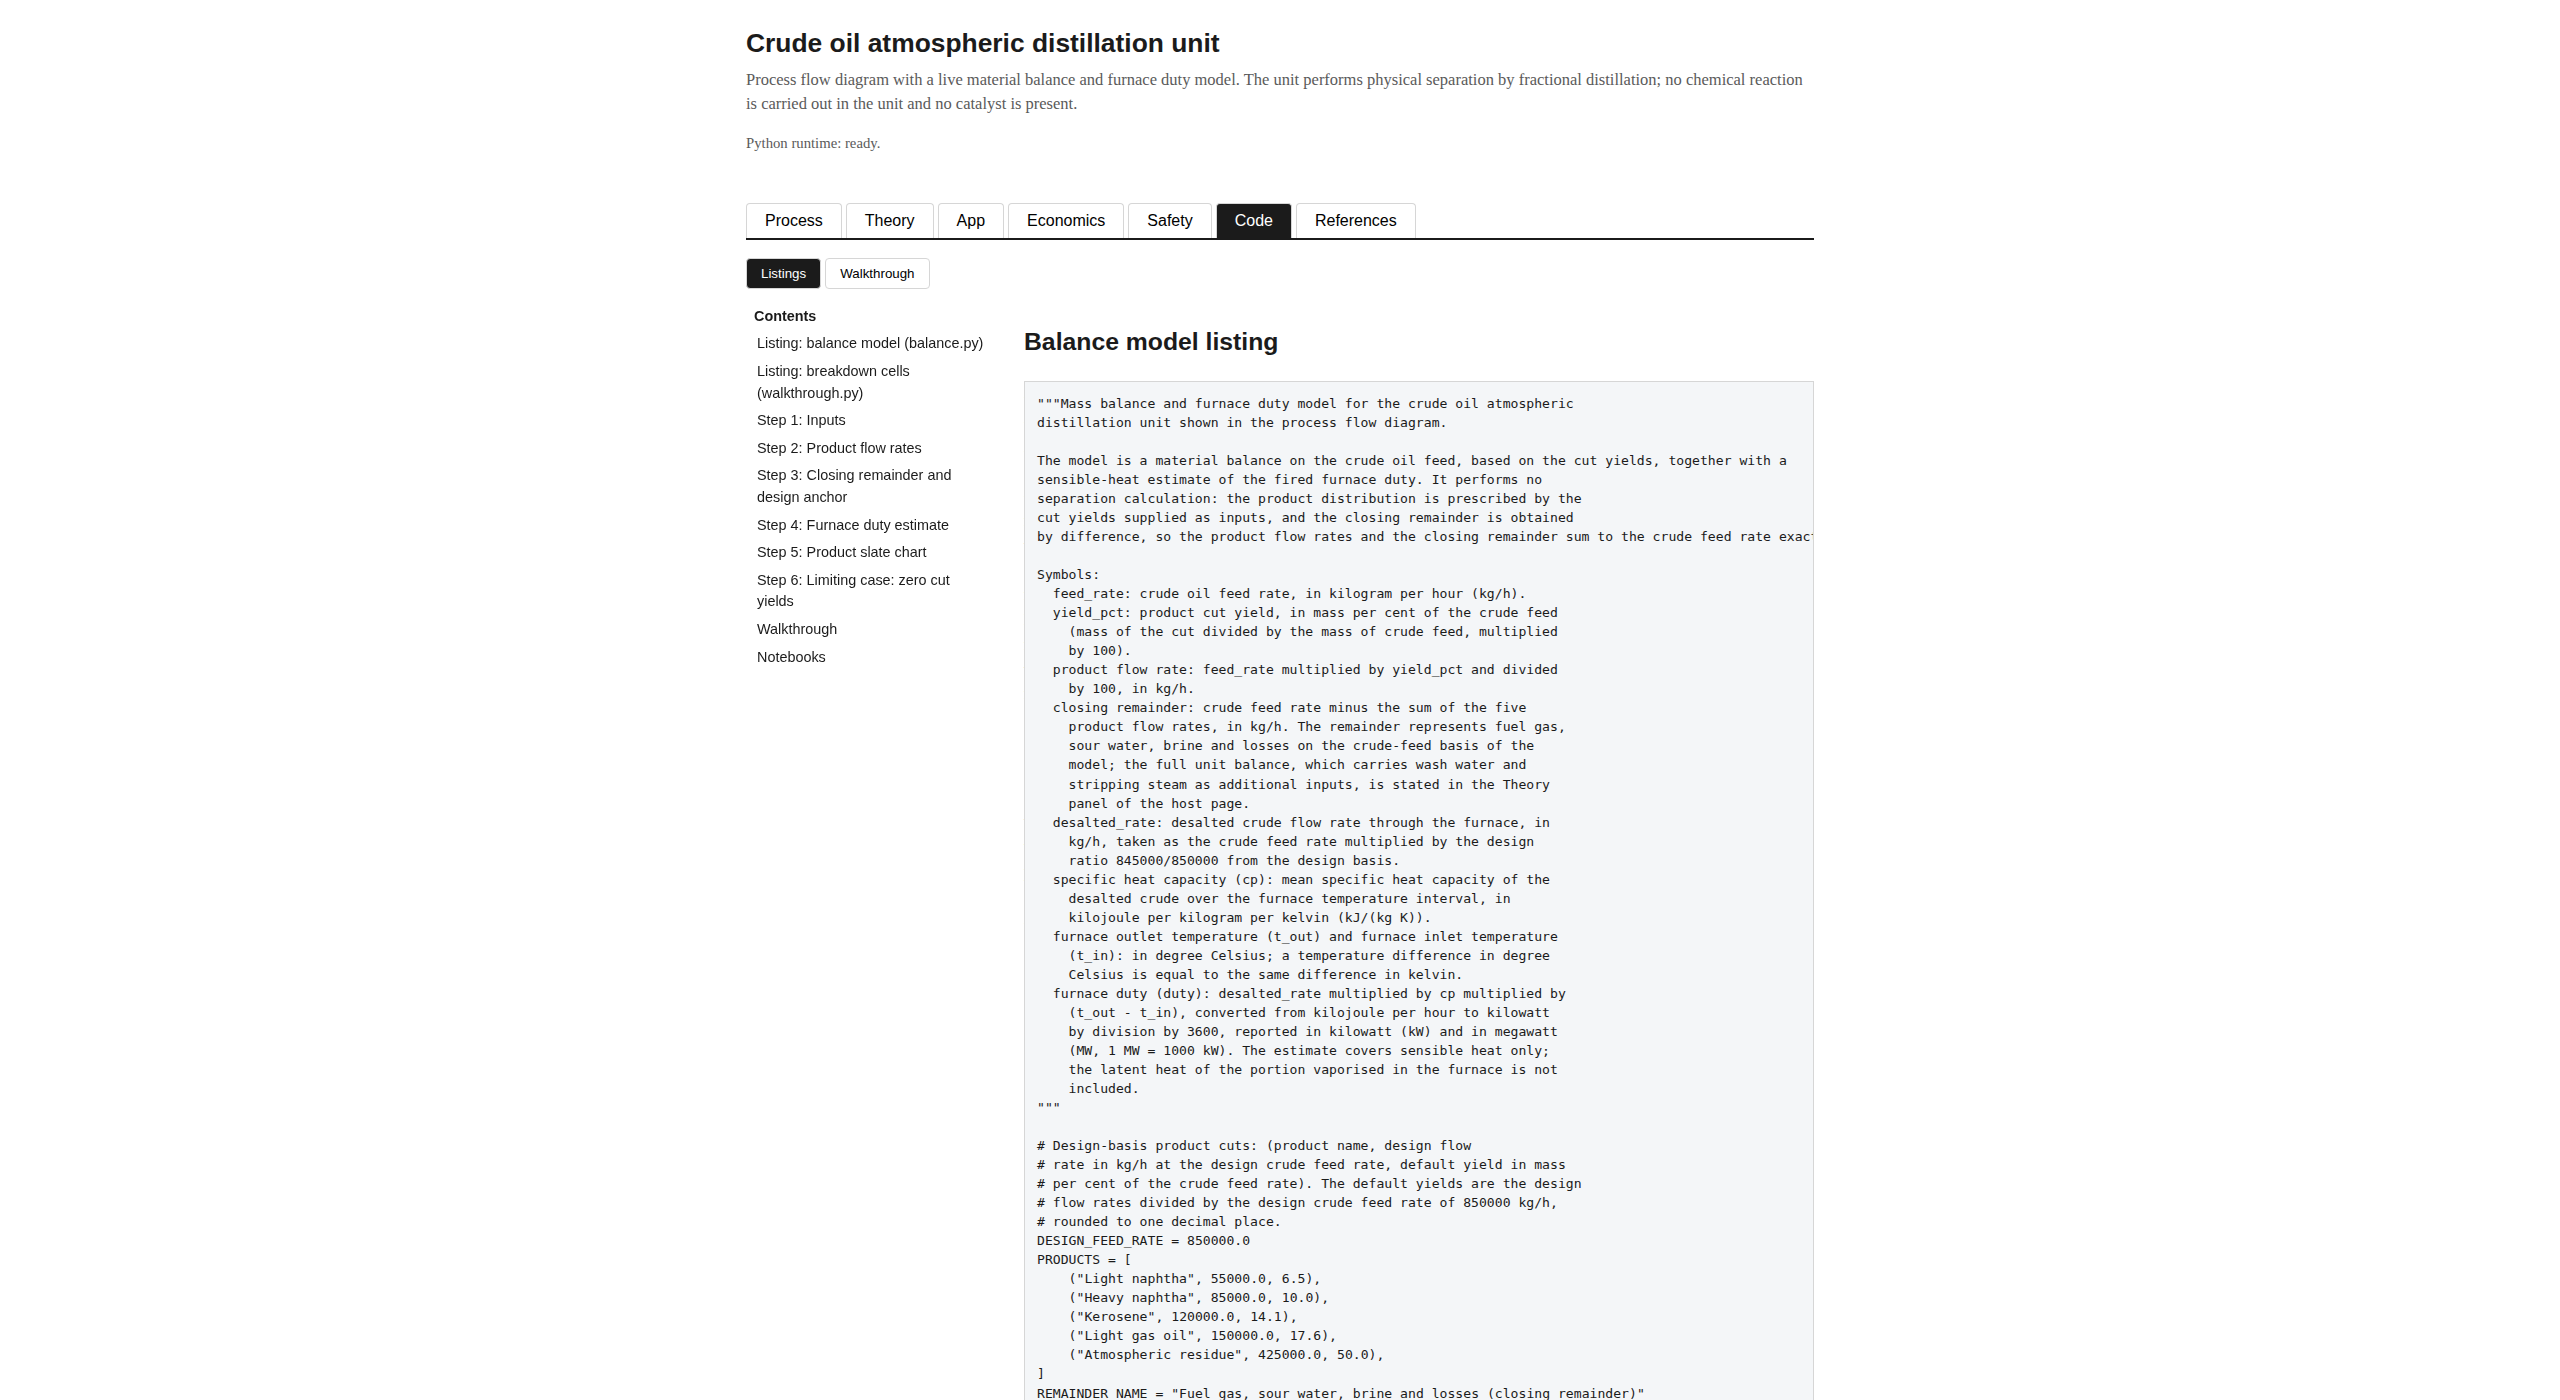 Crude oil atmospheric distillation unit
Process flow diagram with a live material balance and furnace duty model. The unit performs physical separation by fractional distillation; no chemical reaction
is carried out in the unit and no catalyst is present.
Python runtime: ready.
Process Theory App Economics Safety Code References
Listings Walkthrough
Contents
Listing: balance model (balance.py)
Listing: breakdown cells
(walkthrough.py)
Step 1: Inputs
Step 2: Product flow rates
Step 3: Closing remainder and
design anchor
Step 4: Furnace duty estimate
Step 5: Product slate chart
Step 6: Limiting case: zero cut
yields
Walkthrough
Notebooks
Balance model listing
"""Mass balance and furnace duty model for the crude oil atmospheric
distillation unit shown in the process flow diagram.
The model is a material balance on the crude oil feed, based on the cut yields, together with a
sensible-heat estimate of the fired furnace duty. It performs no
separation calculation: the product distribution is prescribed by the
cut yields supplied as inputs, and the closing remainder is obtained
by difference, so the product flow rates and the closing remainder sum to the crude feed rate exact
Symbols:
feed_rate: crude oil feed rate, in kilogram per hour (kg/h).
yield_pct: product cut yield, in mass per cent of the crude feed
(mass of the cut divided by the mass of crude feed, multiplied
by 100).
product flow rate: feed_rate multiplied by yield_pct and divided
by 100, in kg/h.
closing remainder: crude feed rate minus the sum of the five
product flow rates, in kg/h. The remainder represents fuel gas,
sour water, brine and losses on the crude-feed basis of the
model; the full unit balance, which carries wash water and
stripping steam as additional inputs, is stated in the Theory
panel of the host page.
desalted_rate: desalted crude flow rate through the furnace, in
kg/h, taken as the crude feed rate multiplied by the design
ratio 845000/850000 from the design basis.
specific heat capacity (cp): mean specific heat capacity of the
desalted crude over the furnace temperature interval, in
kilojoule per kilogram per kelvin (kJ/(kg K)).
furnace outlet temperature (t_out) and furnace inlet temperature
(t_in): in degree Celsius; a temperature difference in degree
Celsius is equal to the same difference in kelvin.
furnace duty (duty): desalted_rate multiplied by cp multiplied by
(t_out - t_in), converted from kilojoule per hour to kilowatt
by division by 3600, reported in kilowatt (kW) and in megawatt
(MW, 1 MW = 1000 kW). The estimate covers sensible heat only;
the latent heat of the portion vaporised in the furnace is not
included.
"""
# Design-basis product cuts: (product name, design flow
# rate in kg/h at the design crude feed rate, default yield in mass
# per cent of the crude feed rate). The default yields are the design
# flow rates divided by the design crude feed rate of 850000 kg/h,
# rounded to one decimal place.
DESIGN_FEED_RATE = 850000.0
PRODUCTS = [
("Light naphtha", 55000.0, 6.5),
("Heavy naphtha", 85000.0, 10.0),
("Kerosene", 120000.0, 14.1),
("Light gas oil", 150000.0, 17.6),
("Atmospheric residue", 425000.0, 50.0),
]
REMAINDER_NAME = "Fuel gas, sour water, brine and losses (closing remainder)"